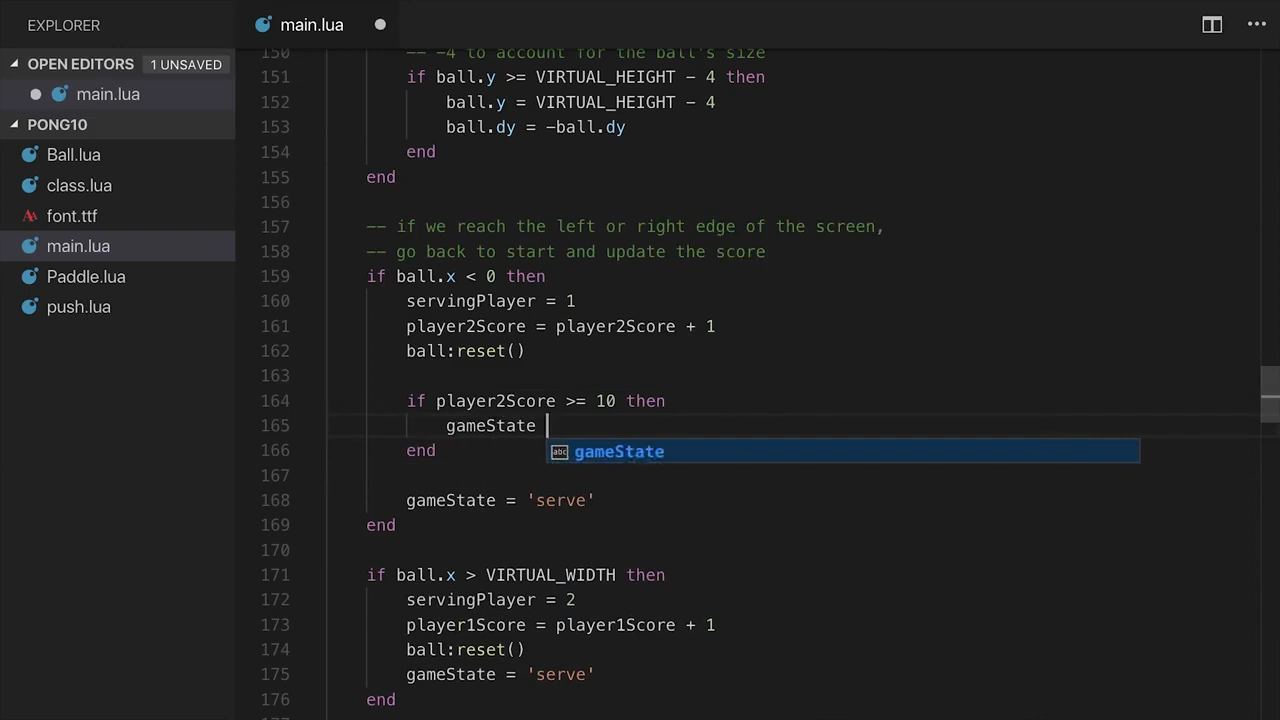 EXPLORER
main.lua
OPEN EDITORS 1 UNSAVED
main.lua
PONG10
Ball.lua
class.lua
font.ttf
main.lua
Paddle.lua
push.lua
150 -- -4 to account for the ball's size
151 if ball.y >= VIRTUAL_HEIGHT - 4 then
152 ball.y = VIRTUAL_HEIGHT - 4
153 ball.dy = -ball.dy
154 end
155 end
156
157 -- if we reach the left or right edge of the screen,
158 -- go back to start and update the score
159 if ball.x < 0 then
160 servingPlayer = 1
161 player2Score = player2Score + 1
162 ball:reset()
163
164 if player2Score >= 10 then
165 gameState
166 end
abc gameState
167
168 gameState = 'serve'
169 end
170
171 if ball.x > VIRTUAL_WIDTH then
172 servingPlayer = 2
173 player1Score = player1Score + 1
174 ball:reset()
175 gameState = 'serve'
176 end